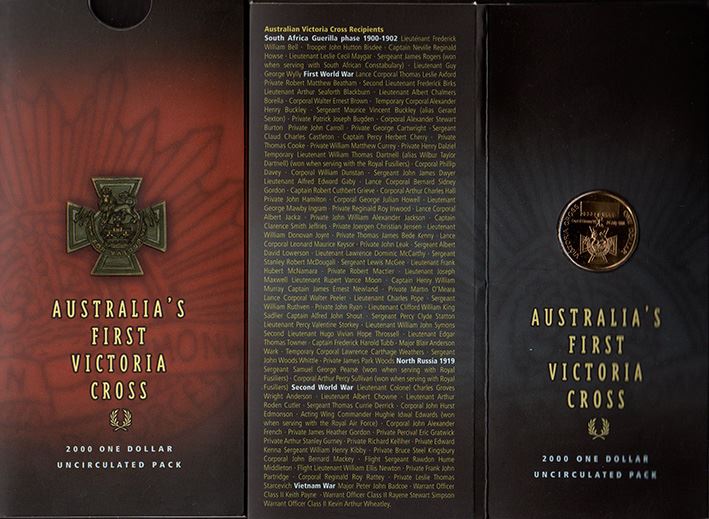 AUSTRALIA'S
FIRST
VICTORIA
CROSS
2000 ONE DOLLAR
UNCIRCULATED PACK
Australian Victoria Cross Recipients
South Africa Guerilla phase 1900-1902 Lieutenant Frederick
William Bell · Trooper John Hutton Bisdee · Captain Neville Reginald
Howse · Lieutenant Leslie Cecil Maygar · Sergeant James Rogers (won
when serving with South African Constabulary) · Lieutenant Guy
George Wylly First World War Lance Corporal Thomas Leslie Axford
Private Robert Matthew Beatham · Second Lieutenant Frederick Birks
Lieutenant Arthur Seaforth Blackburn · Lieutenant Albert Chalmers
Borella · Corporal Walter Ernest Brown · Temporary Corporal Alexander
Henry Buckley · Sergeant Maurice Vincent Buckley (alias Gerard
Sexton) · Private Patrick Joseph Bugden · Corporal Alexander Stewart
Burton · Private John Carroll · Private George Cartwright · Sergeant
Claud Charles Castleton · Captain Percy Herbert Cherry · Private
Thomas Cooke · Private William Matthew Currey · Private Henry Dalziel
Temporary Lieutenant William Thomas Dartnell (alias Wilbur Taylor
Dartnell) (won when serving with the Royal Fusiliers) · Corporal Phillip
Davey · Corporal William Dunstan · Sergeant John James Dwyer
Lieutenant Alfred Edward Gaby · Lance Corporal Bernard Sidney
Gordon · Captain Robert Cuthbert Grieve · Corporal Arthur Charles Hall
Private John Hamilton · Corporal George Julian Howell · Lieutenant
George Mawby Ingram · Private Reginald Roy Inwood · Lance Corporal
Albert Jacka · Private John William Alexander Jackson · Captain
Clarence Smith Jeffries · Private Joergen Christian Jensen · Lieutenant
William Donovan Joynt · Private Thomas James Bede Kenny · Lance
Corporal Leonard Maurice Keysor · Private John Leak · Sergeant Albert
David Lowerson · Lieutenant Lawrence Dominic McCarthy · Sergeant
Stanley Robert McDougall · Sergeant Lewis McGee · Lieutenant Frank
Hubert McNamara · Private Robert Mactier · Lieutenant Joseph
Maxwell Lieutenant Rupert Vance Moon · Captain Henry William
Murray Captain James Ernest Newland · Private Martin O'Meara
Lance Corporal Walter Peeler · Lieutenant Charles Pope · Sergeant
William Ruthven · Private John Ryan · Lieutenant Clifford William King
Sadlier Captain Alfred John Shout · Sergeant Percy Clyde Statton
Lieutenant Percy Valentine Storkey · Lieutenant William John Symons
Second Lieutenant Hugo Vivian Hope Throssell · Lieutenant Edgar
Thomas Towner · Captain Frederick Harold Tubb · Major Blair Anderson
Wark · Temporary Corporal Lawrence Carthage Weathers · Sergeant
John Woods Whittle · Private James Park Woods North Russia 1919
Sergeant Samuel George Pearse (won when serving with Royal
Fusiliers) · Corporal Arthur Percy Sullivan (won when serving with Royal
Fusiliers) Second World War Lieutenant Colonel Charles Groves
Wright Anderson · Lieutenant Albert Chowne · Lieutenant Arthur
Roden Cutler · Sergeant Thomas Currie Derrick · Corporal John Hurst
Edmonson · Acting Wing Commander Hughie Idwal Edwards (won
when serving with the Royal Air Force) · Corporal John Alexander
French · Private James Heather Gordon · Private Percival Eric Gratwick
Private Arthur Stanley Gurney · Private Richard Kelliher · Private Edward
Kenna Sergeant William Henry Kibby · Private Bruce Steel Kingsbury
Corporal John Bernard Mackey · Flight Sergeant Rawdon Hume
Middleton · Flight Lieutenant William Ellis Newton · Private Frank John
Partridge · Corporal Reginald Roy Rattey · Private Leslie Thomas
Starcevich Vietnam War Major Peter John Badcoe · Warrant Officer
Class II Keith Payne · Warrant Officer Class II Rayene Stewart Simpson
Warrant Officer Class II Kevin Arthur Wheatley.
AUSTRALIA'S
FIRST
VICTORIA
CROSS
2000 ONE DOLLAR
UNCIRCULATED PACK